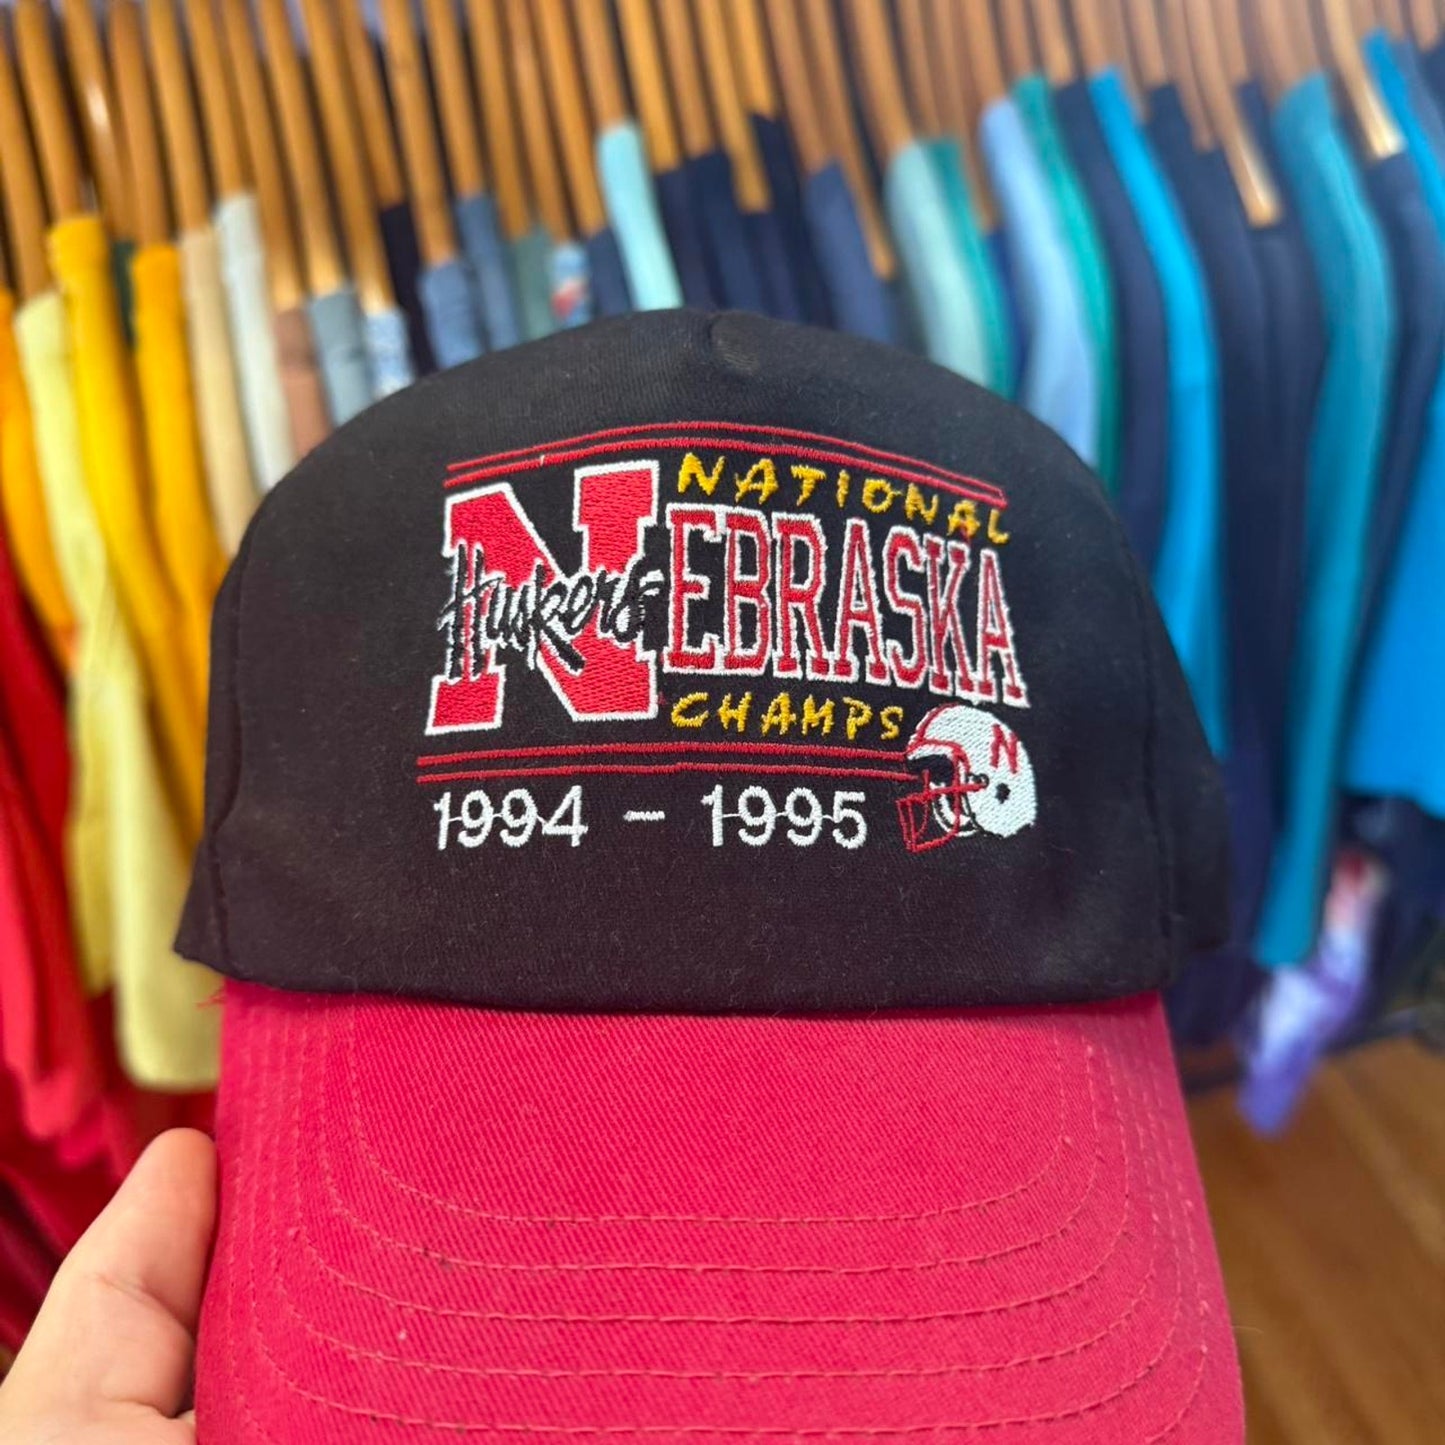 NATIONAL
N Huskers NEBRASKA
CHAMPS
N
1994 - 1995